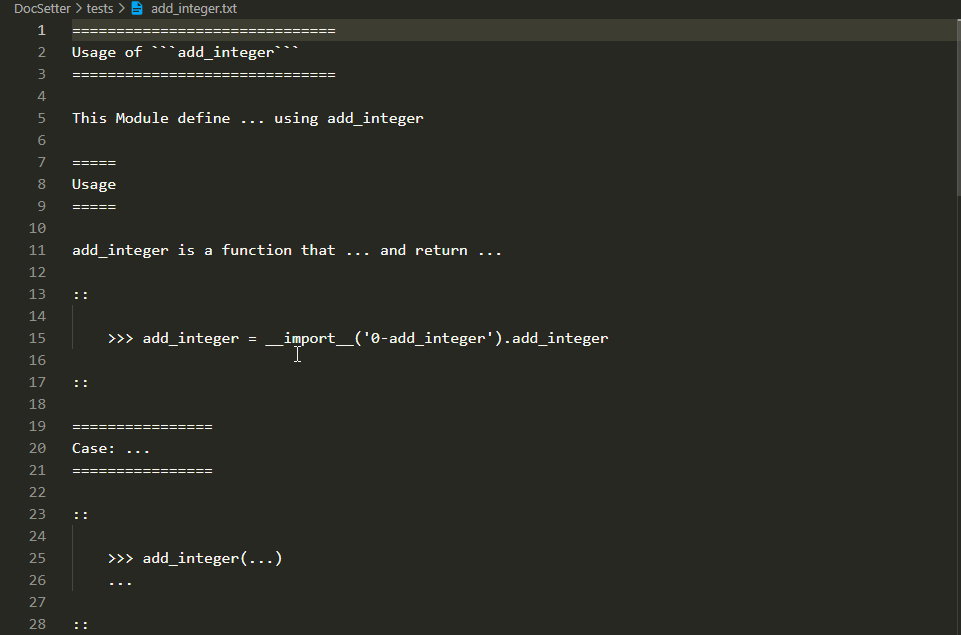 DocSetter > tests > add_integer.txt
1 ==============================
2 Usage of ```add_integer```
3 ==============================
4
5 This Module define ... using add_integer
6
7 =====
8 Usage
9 =====
10
11 add_integer is a function that ... and return ...
12
13 ::
14
15 >>> add_integer = __import__('0-add_integer').add_integer
16
17 ::
18
19 ================
20 Case: ...
21 ================
22
23 ::
24
25 >>> add_integer(...)
26 ...
27
28 ::